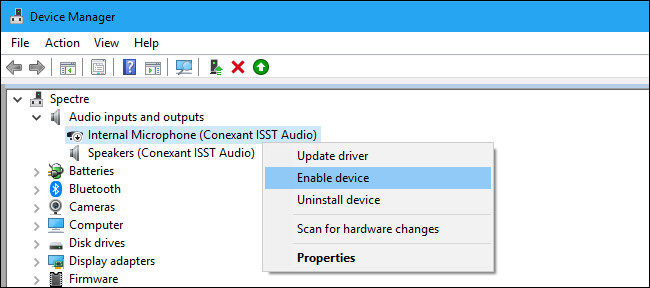 Device Manager
File Action View Help
Spectre
Audio inputs and outputs
Internal Microphone (Conexant ISST Audio)
Speakers (Conexant ISST Audio)
Batteries
Bluetooth
Cameras
Computer
Disk drives
Display adapters
Firmware
Update driver
Enable device
Uninstall device
Scan for hardware changes
Properties